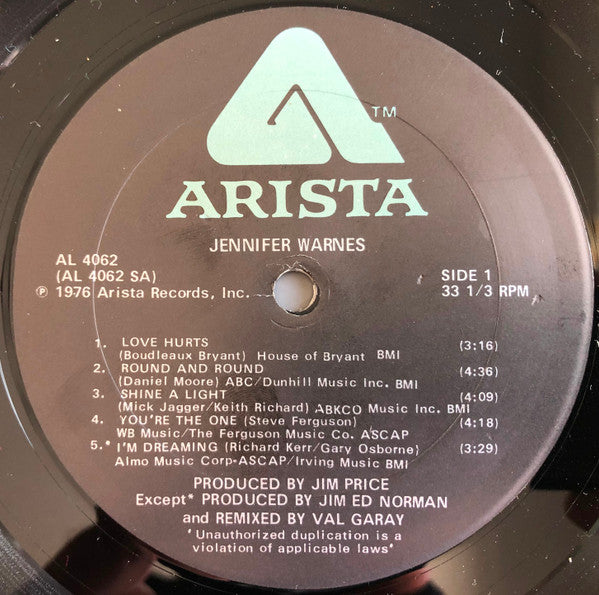 TM
ARISTA
JENNIFER WARNES
AL 4062
(AL 4062 SA)
℗ 1976 Arista Records, Inc.
SIDE 1
33 1/3 RPM
1. LOVE HURTS (3:16)
(Boudleaux Bryant) House of Bryant BMI
2. ROUND AND ROUND (4:36)
(Daniel Moore) ABC/Dunhill Music Inc. BMI
3. SHINE A LIGHT (4:09)
(Mick Jagger/Keith Richard) ABKCO Music Inc. BMI
4. YOU'RE THE ONE (Steve Ferguson) (4:18)
WB Music/The Ferguson Music Co. ASCAP
5.* I'M DREAMING (Richard Kerr/Gary Osborne) (3:29)
Almo Music Corp-ASCAP/Irving Music BMI
PRODUCED BY JIM PRICE
Except* PRODUCED BY JIM ED NORMAN
and REMIXED BY VAL GARAY
"Unauthorized duplication is a
violation of applicable laws"